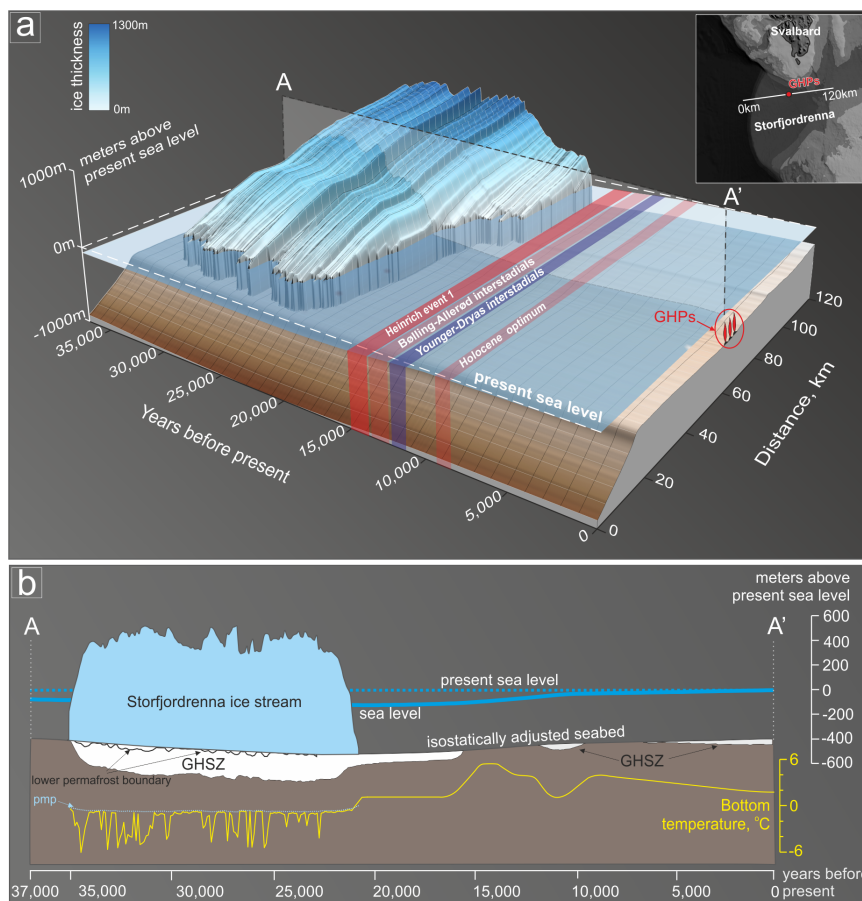 a
1300m
ice thickness
0m
A
Svalbard
GHPs
0km
120km
Storfjordrenna
meters above
present sea level
1000m
0m
-1000m
A'
Heinrich event 1
Bølling-Allerød interstadials
Younger-Dryas interstadials
Holocene optimum
present sea level
GHPs
35,000
30,000
25,000
20,000
15,000
10,000
5,000
0
Years before present
0
20
40
60
80
100
120
Distance, km
b
meters above
present sea level
A
A'
600
400
200
0
-200
-400
-600
present sea level
Storfjordrenna ice stream
sea level
isostatically adjusted seabed
GHSZ
GHSZ
lower permafrost boundary
pmp
6
0
-6
Bottom
temperature, °C
37,000
35,000
30,000
25,000
20,000
15,000
10,000
5,000
0
years before
present